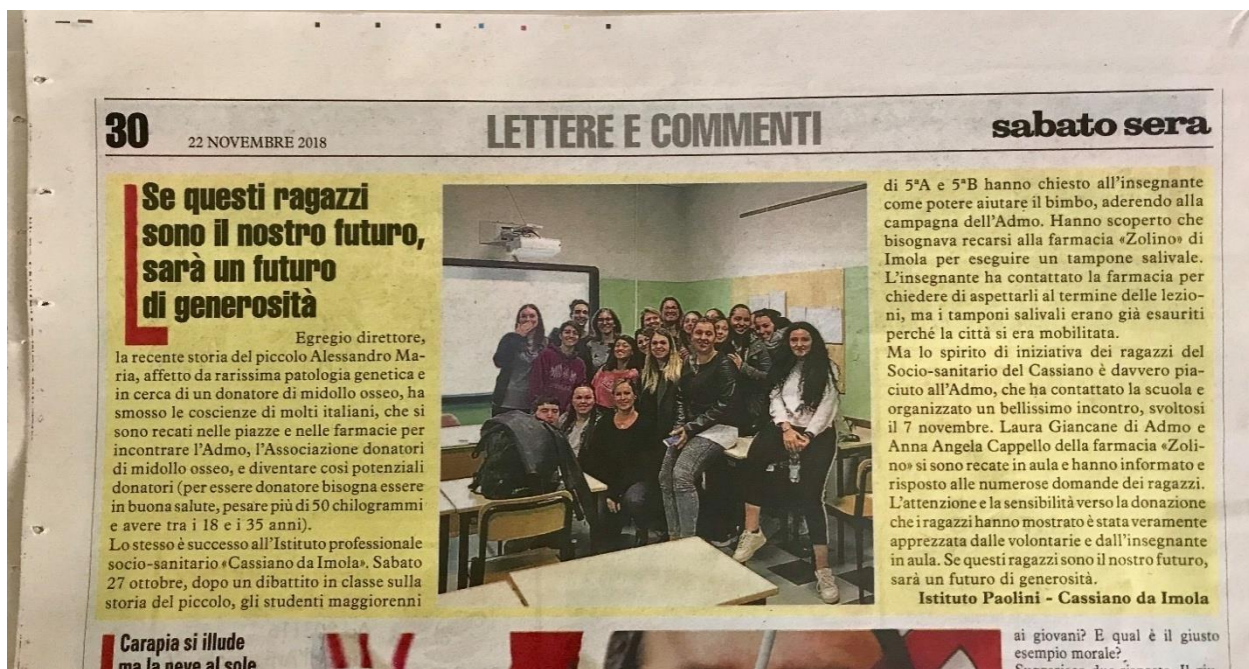 30
22 NOVEMBRE 2018
LETTERE E COMMENTI
sabato sera
Se questi ragazzi
sono il nostro futuro,
sarà un futuro
di generosità
Egregio direttore,
la recente storia del piccolo Alessandro Ma-
ria, affetto da rarissima patologia genetica e
in cerca di un donatore di midollo osseo, ha
smosso le coscienze di molti italiani, che si
sono recati nelle piazze e nelle farmacie per
incontrare l'Admo, l'Associazione donatori
di midollo osseo, e diventare così potenziali
donatori (per essere donatore bisogna essere
in buona salute, pesare più di 50 chilogrammi
e avere tra i 18 e i 35 anni).
Lo stesso è successo all'Istituto professionale
socio-sanitario «Cassiano da Imola». Sabato
27 ottobre, dopo un dibattito in classe sulla
storia del piccolo, gli studenti maggiorenni
di 5ªA e 5ªB hanno chiesto all'insegnante
come potere aiutare il bimbo, aderendo alla
campagna dell'Admo. Hanno scoperto che
bisognava recarsi alla farmacia «Zolino» di
Imola per eseguire un tampone salivale.
L'insegnante ha contattato la farmacia per
chiedere di aspettarli al termine delle lezio-
ni, ma i tamponi salivali erano già esauriti
perché la città si era mobilitata.
Ma lo spirito di iniziativa dei ragazzi del
Socio-sanitario del Cassiano è davvero pia-
ciuto all'Admo, che ha contattato la scuola e
organizzato un bellissimo incontro, svoltosi
il 7 novembre. Laura Giancane di Admo e
Anna Angela Cappello della farmacia «Zoli-
no» si sono recate in aula e hanno informato e
risposto alle numerose domande dei ragazzi.
L'attenzione e la sensibilità verso la donazione
che i ragazzi hanno mostrato è stata veramente
apprezzata dalle volontarie e dall'insegnante
in aula. Se questi ragazzi sono il nostro futuro,
sarà un futuro di generosità.
Istituto Paolini - Cassiano da Imola
Carapia si illude
ma la neve al sole
ai giovani? E qual è il giusto
esempio morale?